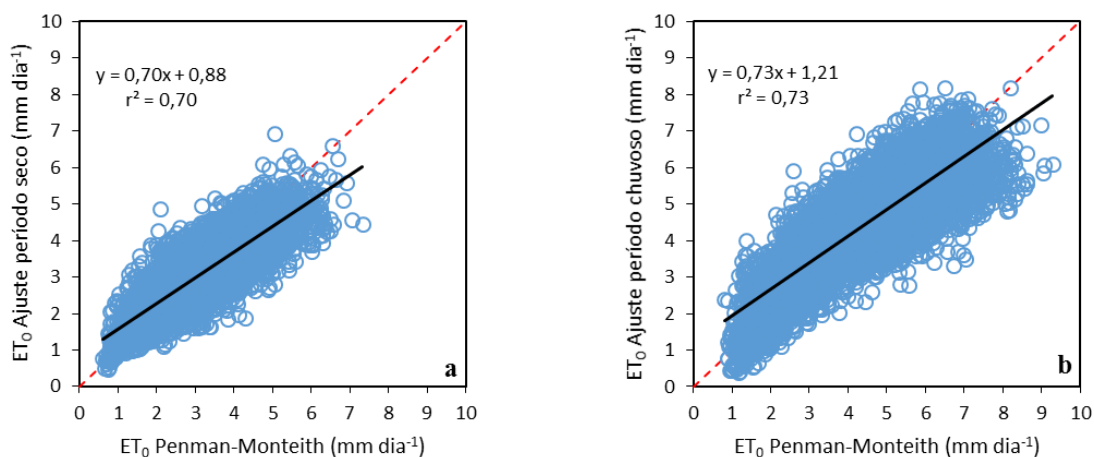 10
9
8
7
6
5
4
3
2
1
0
ET₀ Ajuste período seco (mm dia⁻¹)
y = 0,70x + 0,88
r² = 0,70
a
0 1 2 3 4 5 6 7 8 9 10
ET₀ Penman-Monteith (mm dia⁻¹)
10
9
8
7
6
5
4
3
2
1
0
ET₀ Ajuste período chuvoso (mm dia⁻¹)
y = 0,73x + 1,21
r² = 0,73
b
0 1 2 3 4 5 6 7 8 9 10
ET₀ Penman-Monteith (mm dia⁻¹)